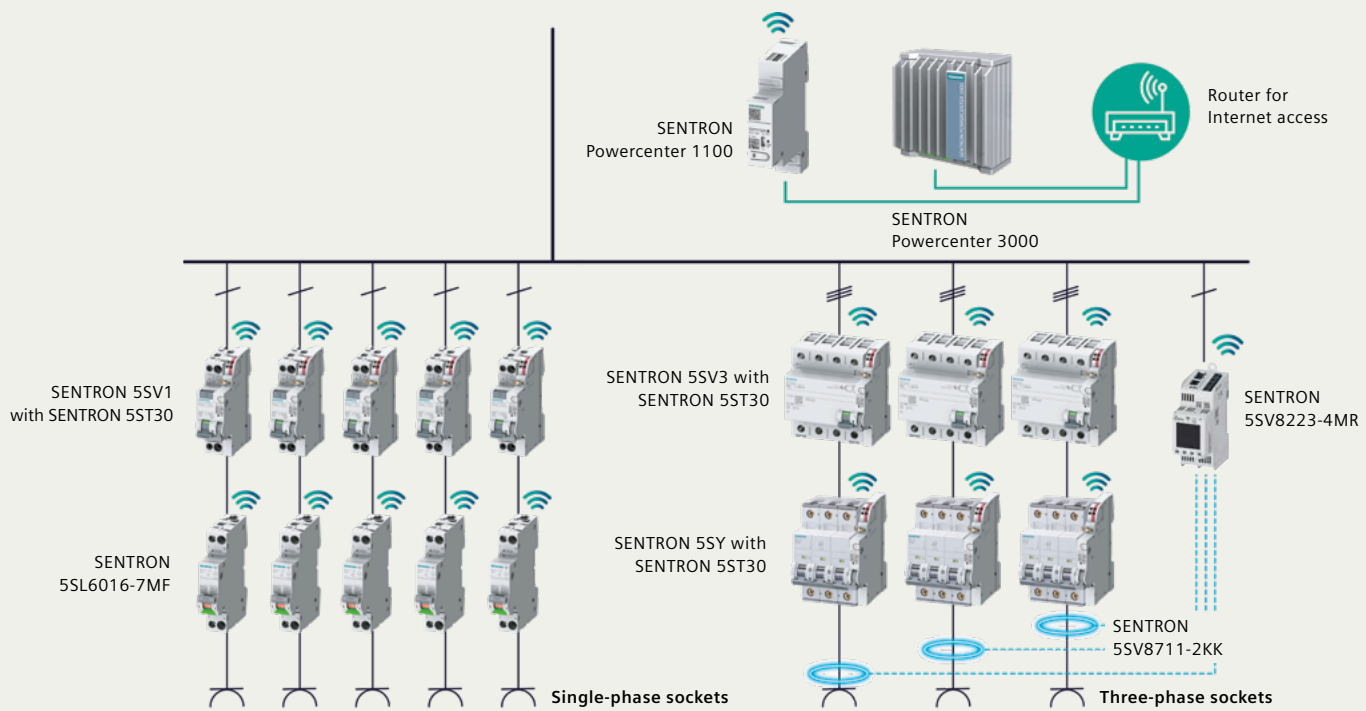 SENTRON
Powercenter 1100
Router for
Internet access
SENTRON
Powercenter 3000
SENTRON 5SV1
with SENTRON 5ST30
SENTRON 5SV3 with
SENTRON 5ST30
SENTRON
5SV8223-4MR
SENTRON
5SL6016-7MF
SENTRON 5SY with
SENTRON 5ST30
SENTRON
5SV8711-2KK
Single-phase sockets
Three-phase sockets